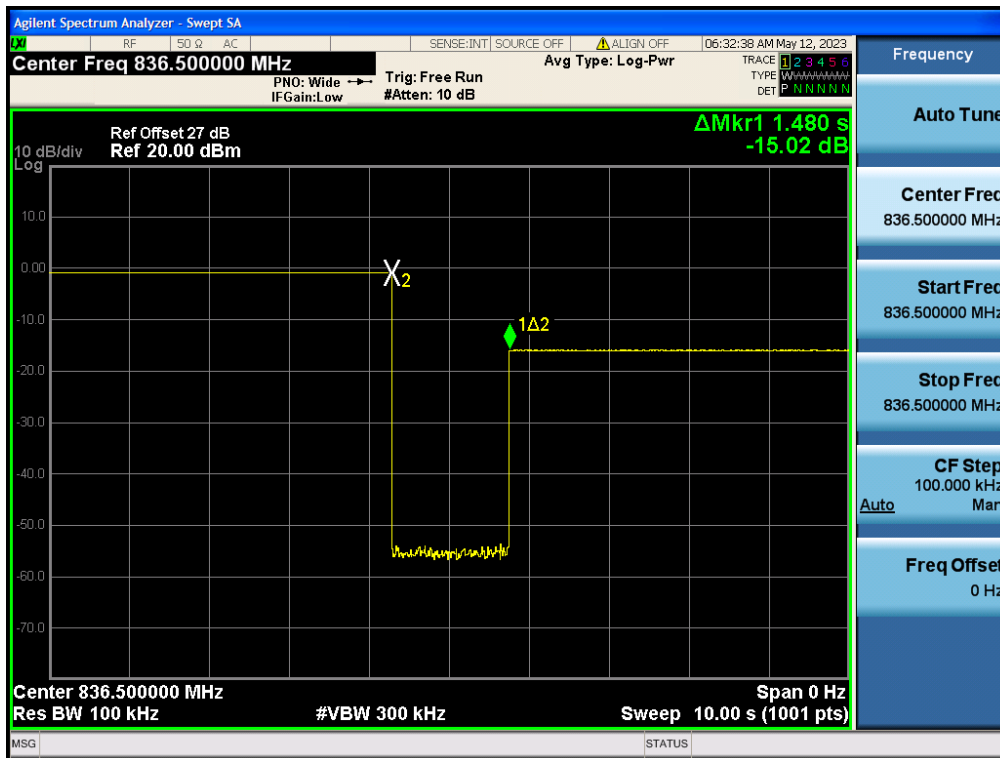 Agilent Spectrum Analyzer - Swept SA
LXI RF 50 Ω AC SENSE:INT SOURCE OFF ALIGN OFF 06:32:38 AM May 12, 2023
Center Freq 836.500000 MHz
PNO: Wide
IFGain:Low
Trig: Free Run
#Atten: 10 dB
Avg Type: Log-Pwr
TRACE 1 2 3 4 5 6
TYPE W
DET P N N N N N
ΔMkr1 1.480 s
-15.02 dB
Ref Offset 27 dB
Ref 20.00 dBm
10 dB/div
Log
10.0
0.00
-10.0
-20.0
-30.0
-40.0
-50.0
-60.0
-70.0
X2
1Δ2
Center 836.500000 MHz
Span 0 Hz
Res BW 100 kHz
#VBW 300 kHz
Sweep 10.00 s (1001 pts)
MSG
STATUS
Frequency
Auto Tune
Center Freq
836.500000 MHz
Start Freq
836.500000 MHz
Stop Freq
836.500000 MHz
CF Step
100.000 kHz
Auto Man
Freq Offset
0 Hz